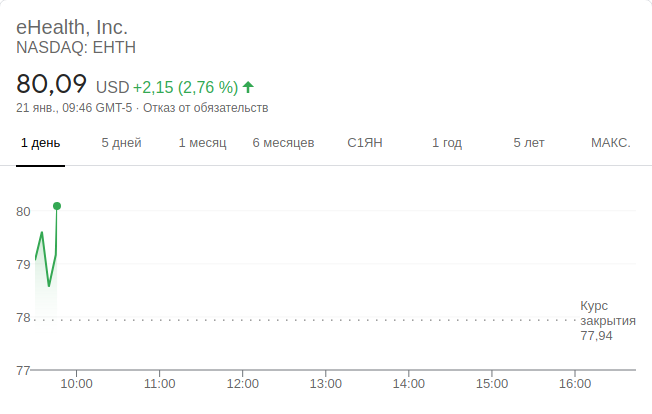 eHealth, Inc.
NASDAQ: EHTH
80,09 USD +2,15 (2,76 %)
21 янв., 09:46 GMT-5 · Отказ от обязательств
1 день 5 дней 1 месяц 6 месяцев С1ЯН 1 год 5 лет МАКС.
80
79
78
Курс
закрытия
77,94
77
10:00 11:00 12:00 13:00 14:00 15:00 16:00